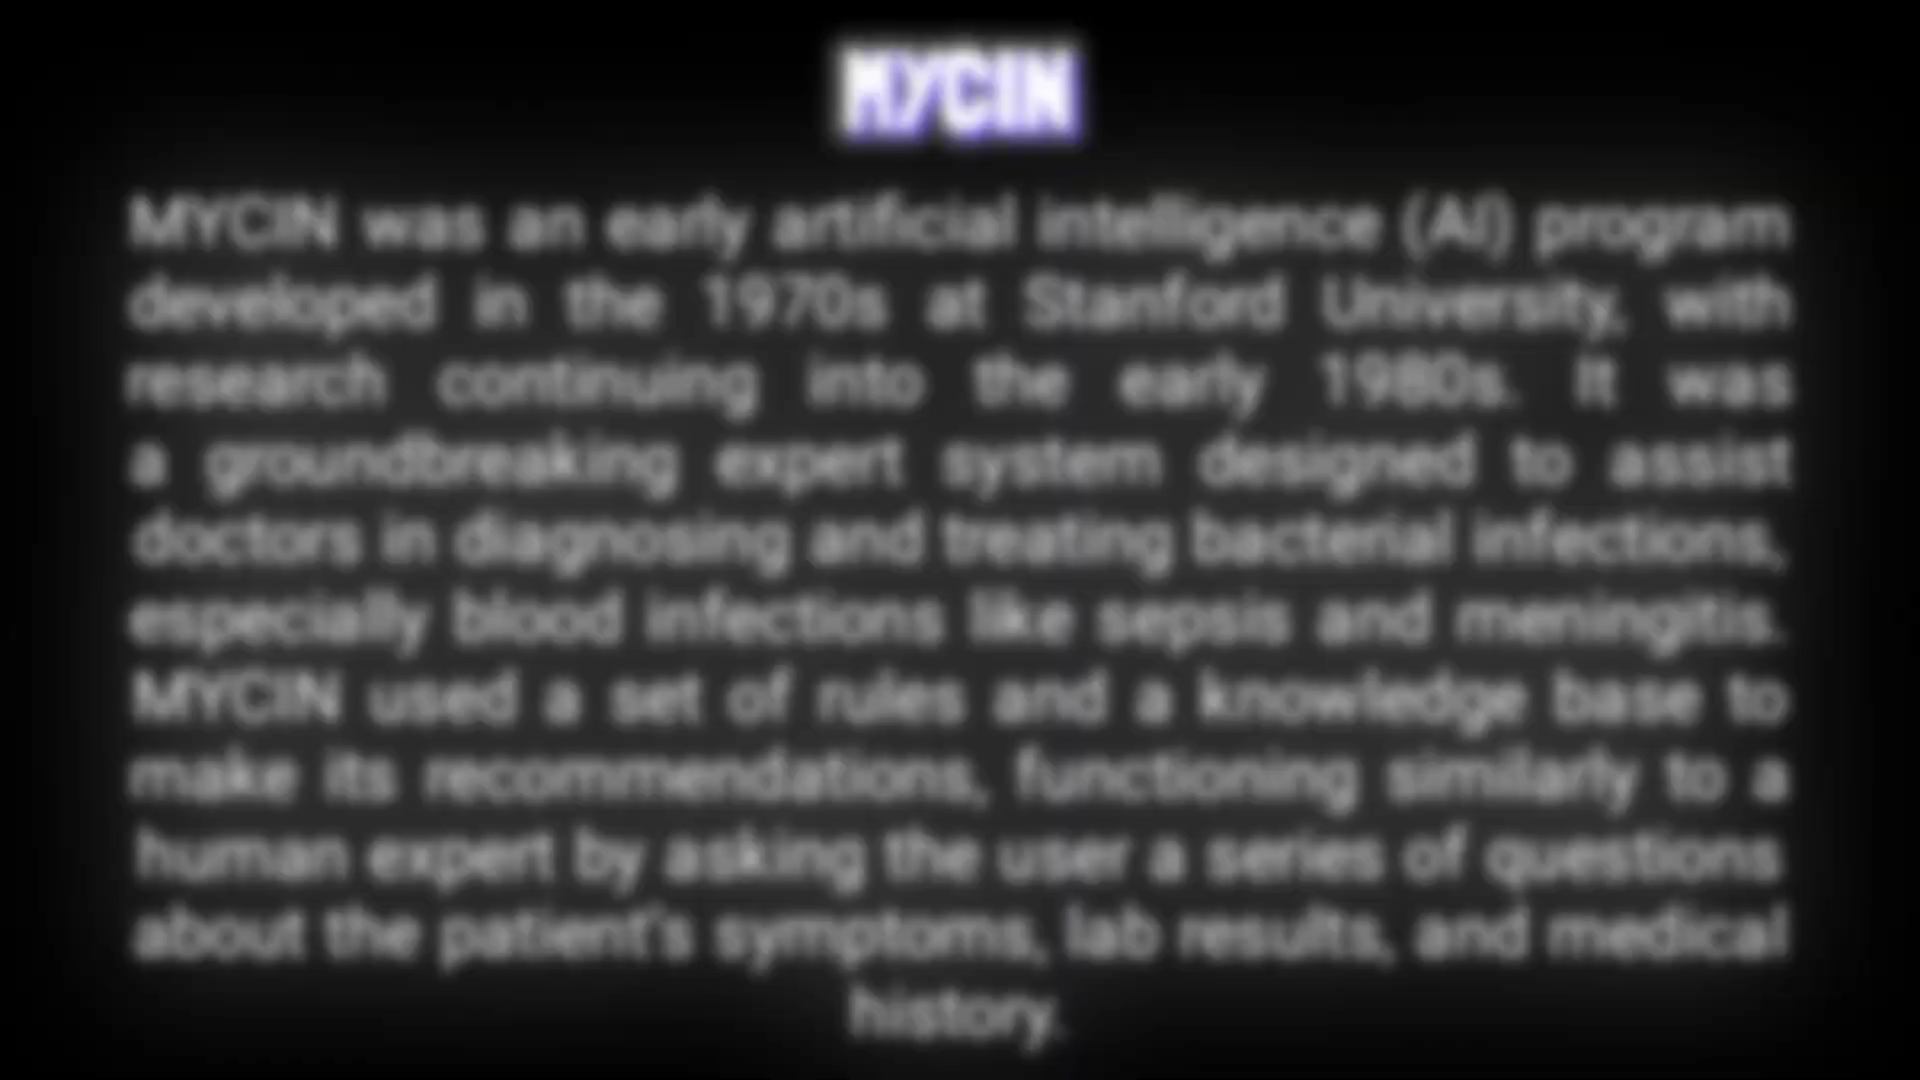 MYCIN
MYCIN was an early artificial intelligence (AI) program
developed in the 1970s at Stanford University, with
research continuing into the early 1980s. It was
a groundbreaking expert system designed to assist
doctors in diagnosing and treating bacterial infections,
especially blood infections like sepsis and meningitis.
MYCIN used a set of rules and a knowledge base to
make its recommendations, functioning similarly to a
human expert by asking the user a series of questions
about the patient's symptoms, lab results, and medical
history.